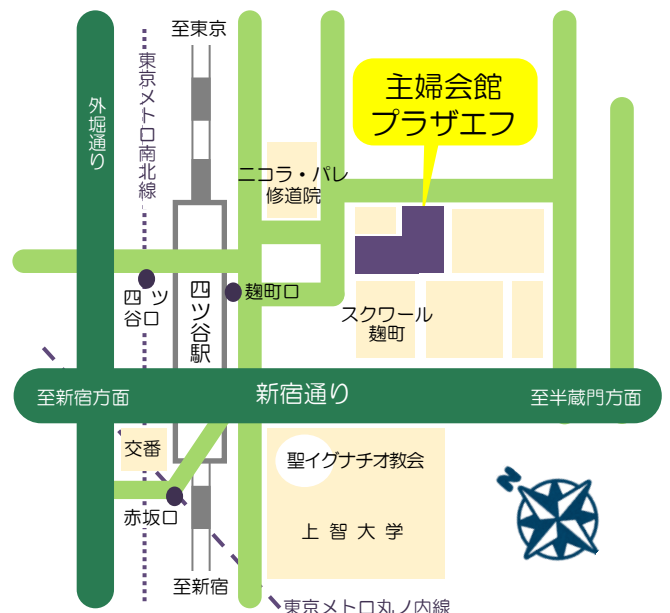 至東京
主婦会館
プラザエフ
外堀通り
東京メトロ南北線
ニコラ・パレ
修道院
四ツ
谷口
四ツ谷駅
麹町口
スクワール
麹町
至新宿方面
新宿通り
至半蔵門方面
交番
聖イグナチオ教会
赤坂口
上智大学
N
至新宿
東京メトロ丸ノ内線